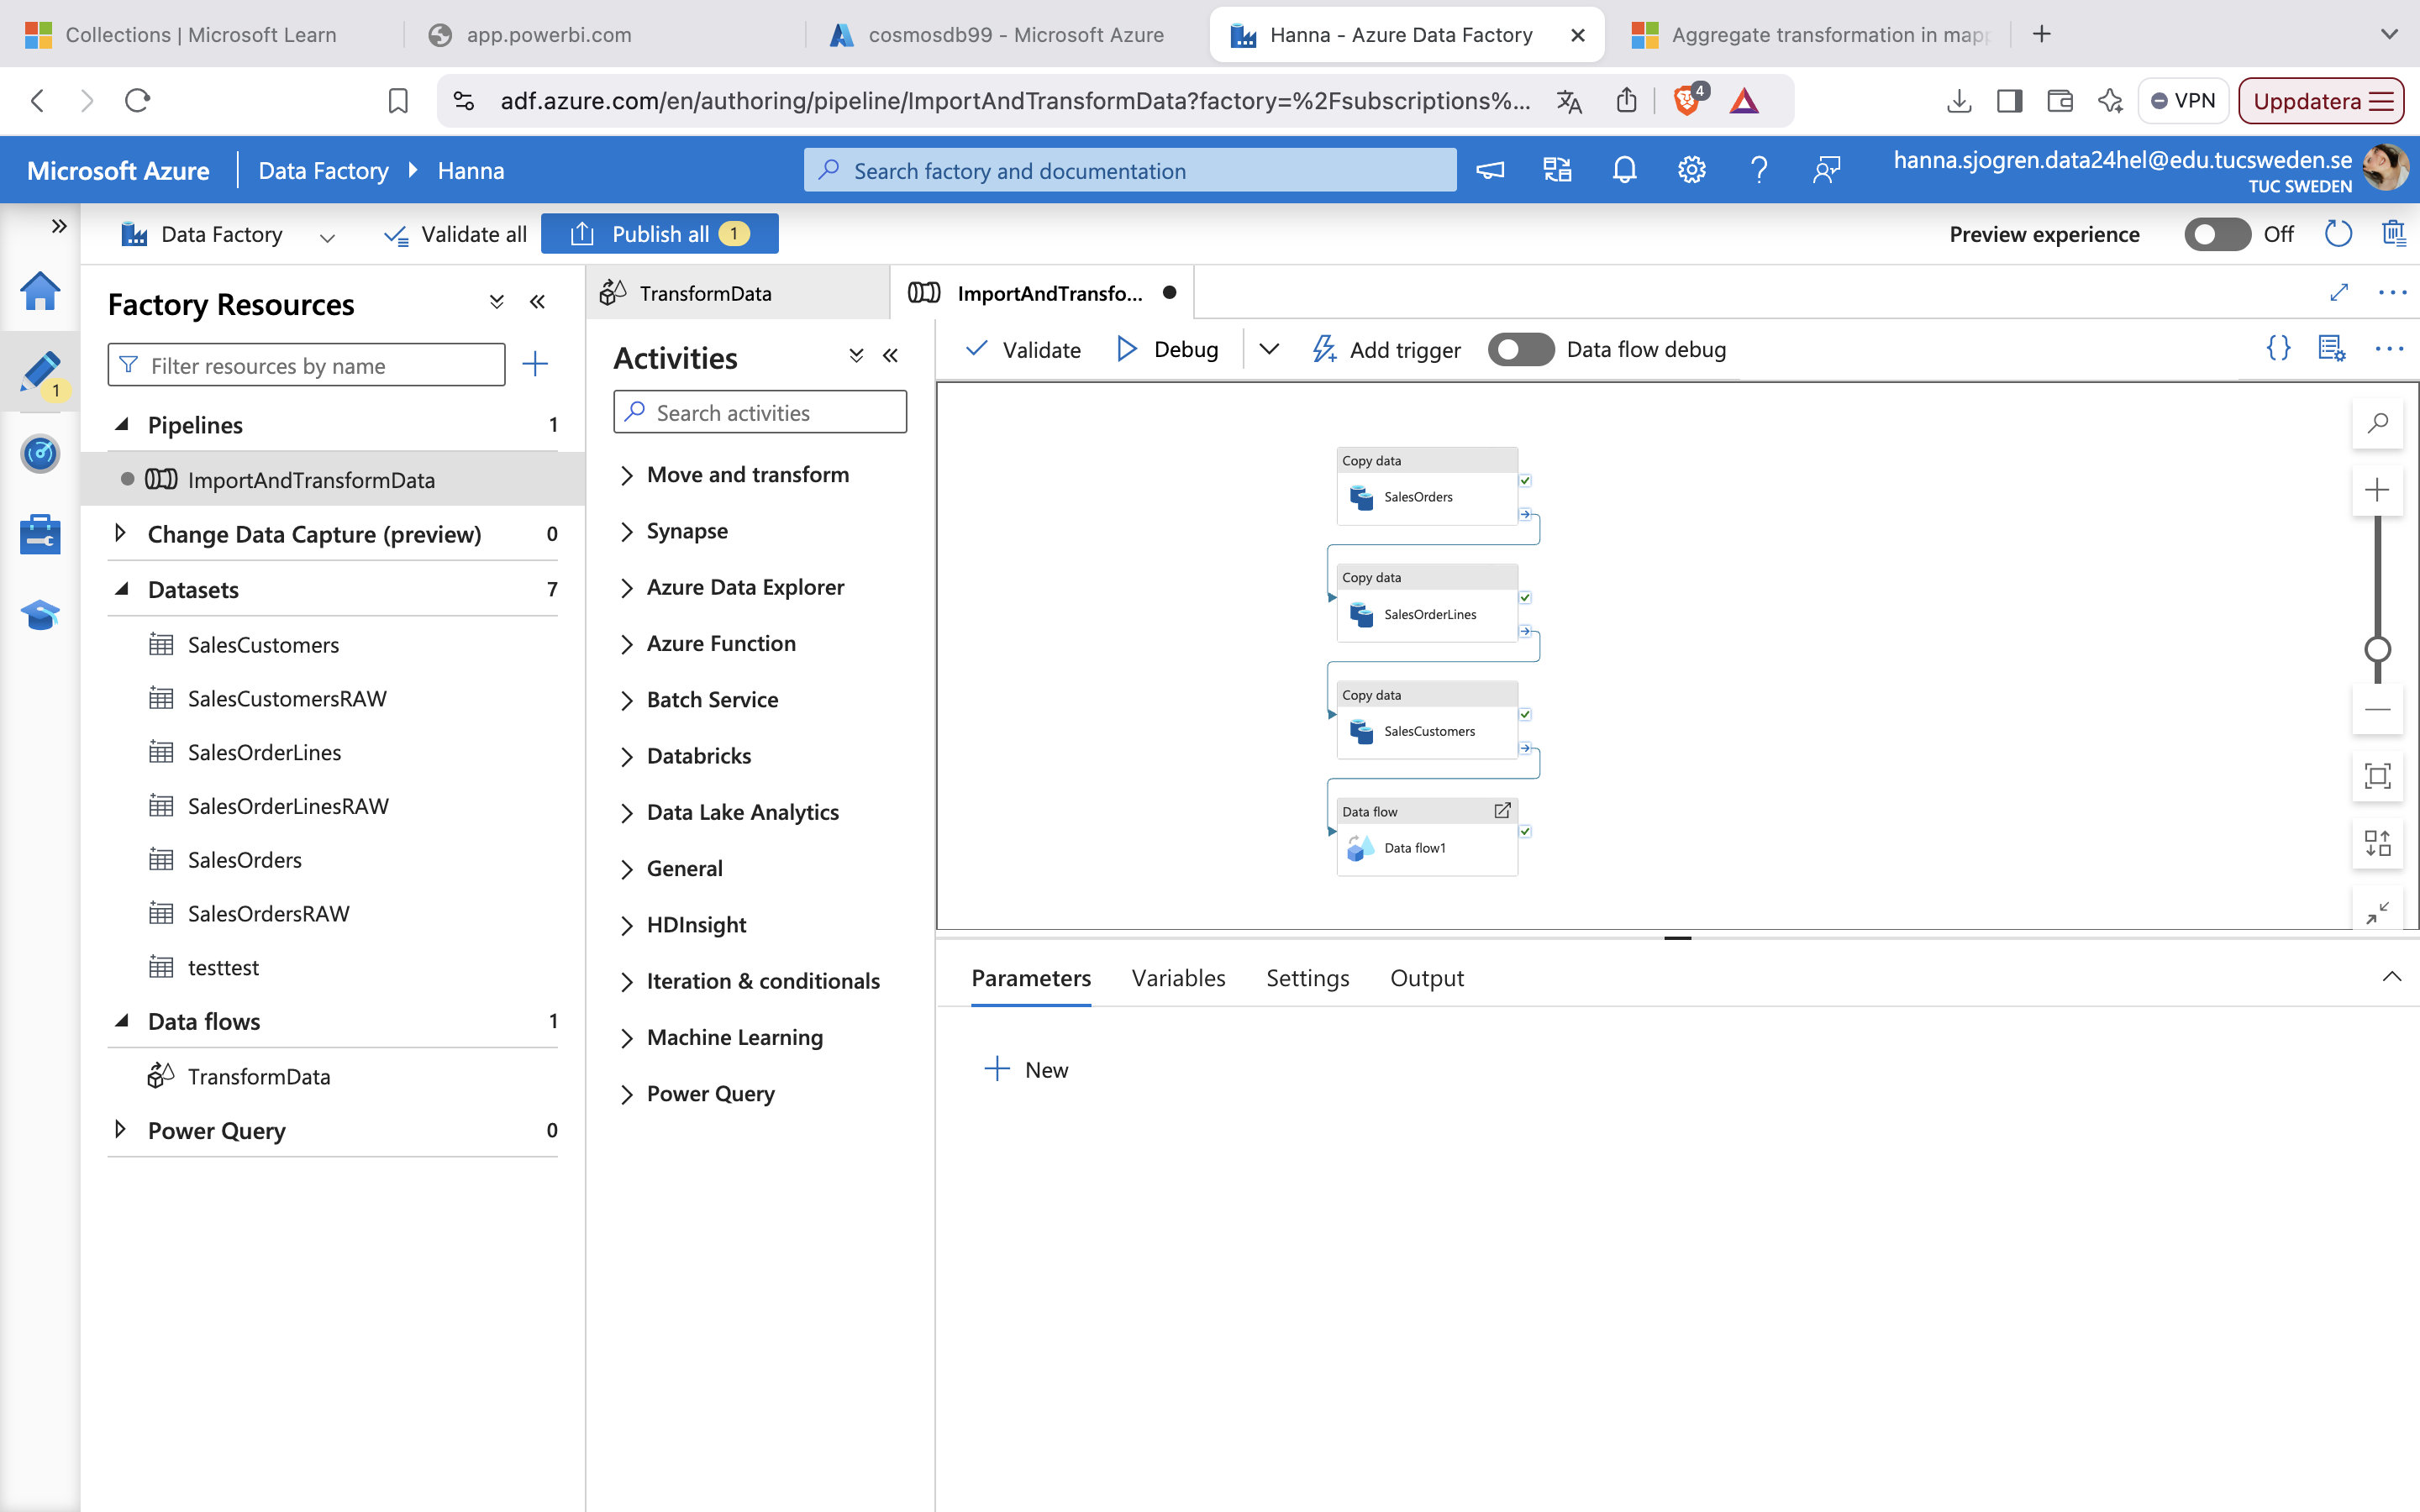 Collections | Microsoft Learn
app.powerbi.com
cosmosdb99 - Microsoft Azure
Hanna - Azure Data Factory
Aggregate transformation in mapp
adf.azure.com/en/authoring/pipeline/ImportAndTransformData?factory=%2Fsubscriptions%...
4
VPN
Uppdatera
Microsoft Azure
Data Factory
Hanna
Search factory and documentation
hanna.sjogren.data24hel@edu.tucsweden.se
TUC SWEDEN
Data Factory
Validate all
Publish all
1
Preview experience
Off
1
Factory Resources
Filter resources by name
Pipelines
1
ImportAndTransformData
Change Data Capture (preview)
0
Datasets
7
SalesCustomers
SalesCustomersRAW
SalesOrderLines
SalesOrderLinesRAW
SalesOrders
SalesOrdersRAW
testtest
Data flows
1
TransformData
Power Query
0
TransformData
ImportAndTransfo...
Activities
Search activities
Move and transform
Synapse
Azure Data Explorer
Azure Function
Batch Service
Databricks
Data Lake Analytics
General
HDInsight
Iteration & conditionals
Machine Learning
Power Query
Validate
Debug
Add trigger
Data flow debug
Copy data
SalesOrders
Copy data
SalesOrderLines
Copy data
SalesCustomers
Data flow
Data flow1
Parameters
Variables
Settings
Output
New